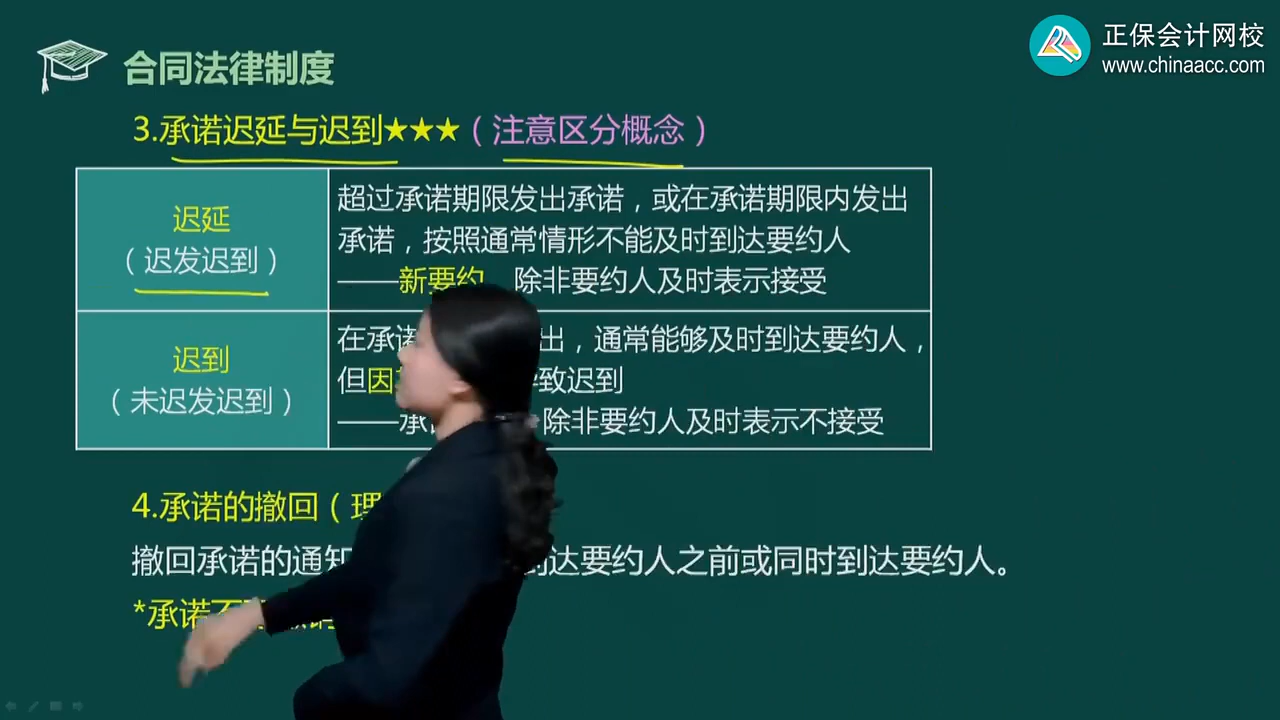 合同法律制度
正保会计网校
www.chinaacc.com
3.承诺迟延与迟到★★★（注意区分概念）
迟延
（迟发迟到）
超过承诺期限发出承诺，或在承诺期限内发出
承诺，按照通常情形不能及时到达要约人
——新要约 除非要约人及时表示接受
迟到
（未迟发迟到）
在承诺 出，通常能够及时到达要约人，
但因 导致迟到
——承 除非要约人及时表示不接受
4.承诺的撤回（理
撤回承诺的通知 到达要约人之前或同时到达要约人。
*承诺不